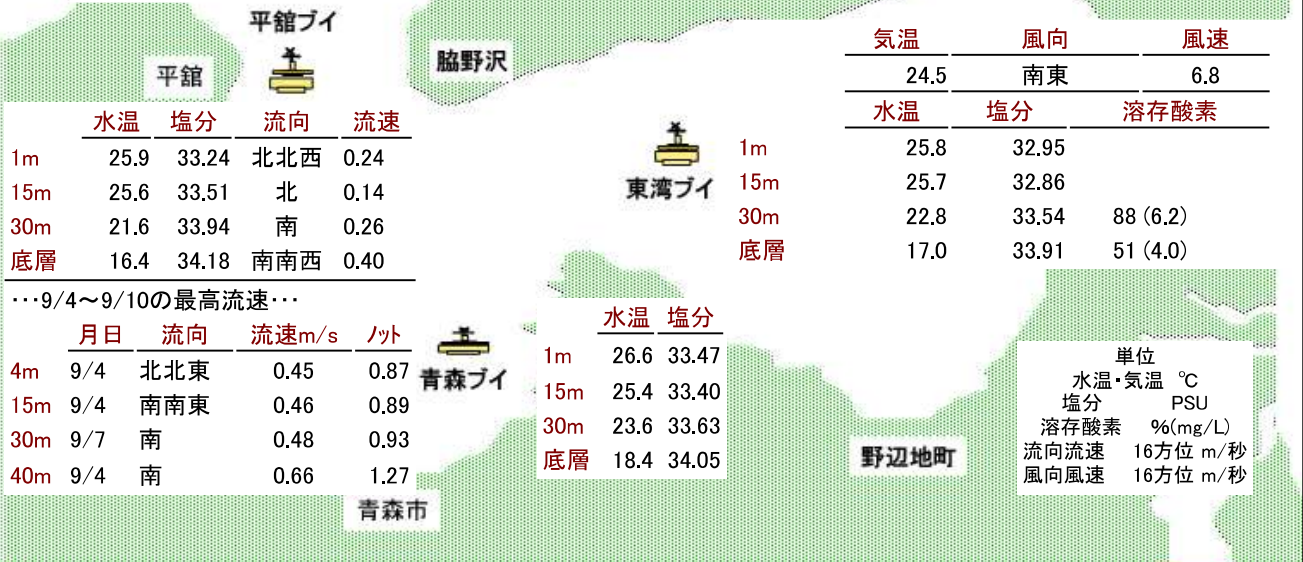 平舘ブイ
平舘
脇野沢
水温 塩分 流向 流速
1m 25.9 33.24 北北西 0.24
15m 25.6 33.51 北 0.14
30m 21.6 33.94 南 0.26
底層 16.4 34.18 南南西 0.40
…9/4～9/10の最高流速…
月日 流向 流速m/s ノット
4m 9/4 北北東 0.45 0.87
15m 9/4 南南東 0.46 0.89
30m 9/7 南 0.48 0.93
40m 9/4 南 0.66 1.27
気温 風向 風速
24.5 南東 6.8
水温 塩分 溶存酸素
1m 25.8 32.95
15m 25.7 32.86
30m 22.8 33.54 88 (6.2)
底層 17.0 33.91 51 (4.0)
東湾ブイ
青森ブイ
水温 塩分
1m 26.6 33.47
15m 25.4 33.40
30m 23.6 33.63
底層 18.4 34.05
青森市
野辺地町
単位
水温・気温 ℃
塩分 PSU
溶存酸素 %(mg/L)
流向流速 16方位 m/秒
風向風速 16方位 m/秒